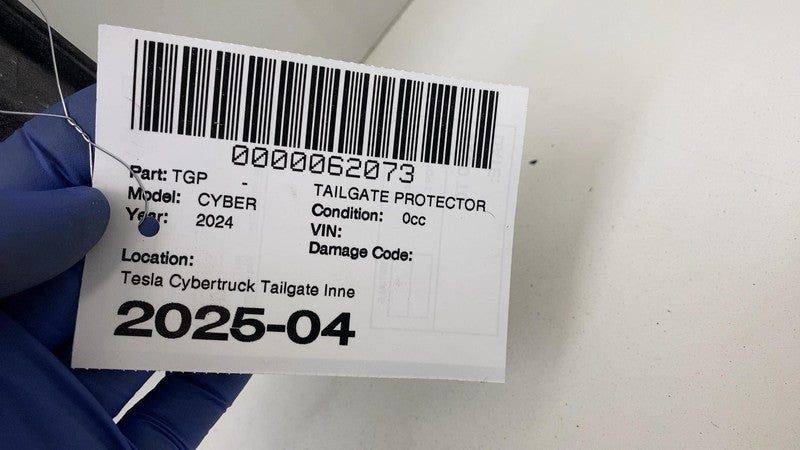 0000062073
Part: TGP - TAILGATE PROTECTOR
Model: CYBER Condition: 0cc
Year: 2024 VIN:
Damage Code:
Location:
Tesla Cybertruck Tailgate Inne
2025-04